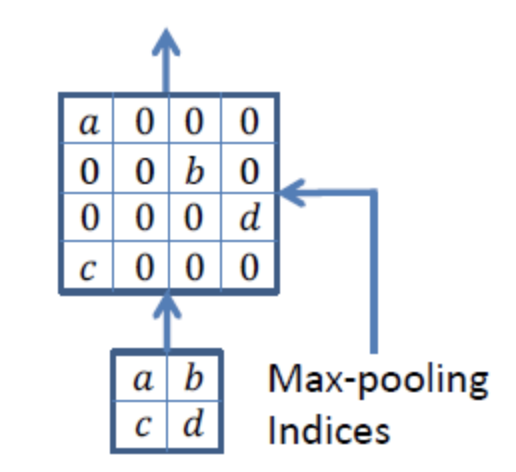 a 0 0 0
0 0 b 0
0 0 0 d
c 0 0 0
a b
c d
Max-pooling
Indices